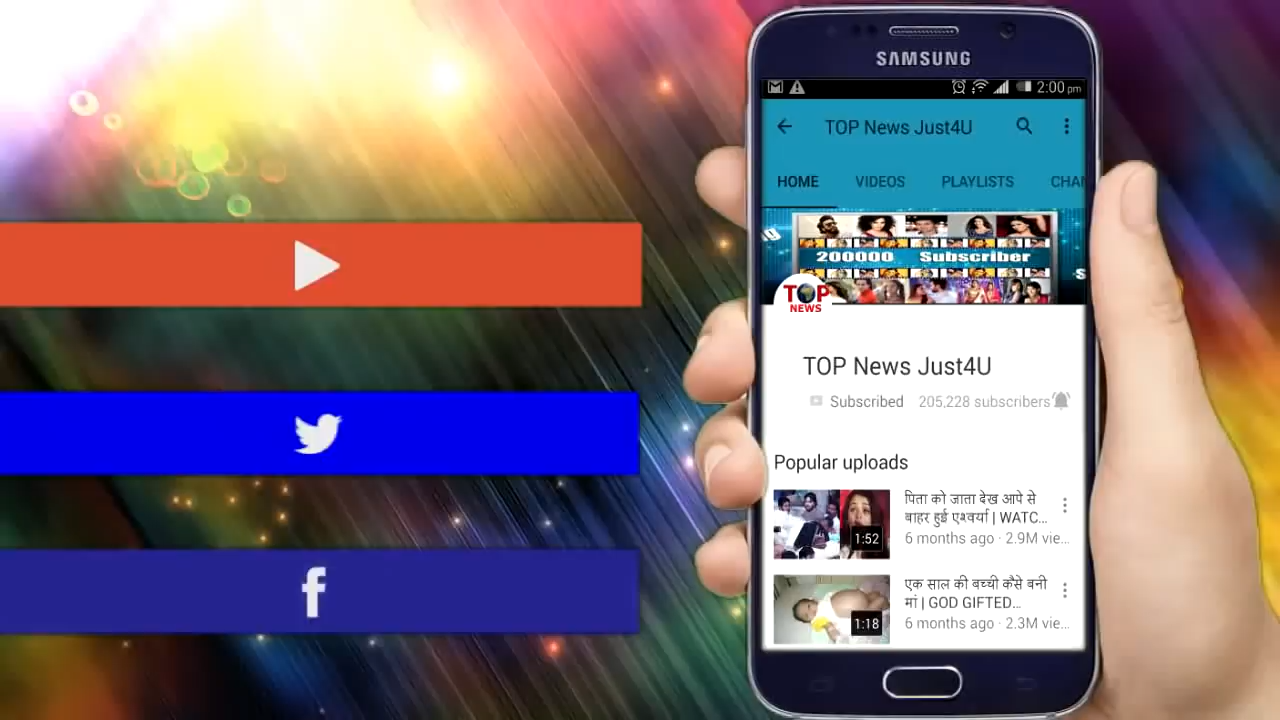 SAMSUNG
2:00 pm
TOP News Just4U
HOME VIDEOS PLAYLISTS CHAN
200000 Subscriber
TOP
NEWS
TOP News Just4U
Subscribed 205,228 subscribers
Popular uploads
पिता को जाता देख आपे से
बाहर हुई एश्वर्या | WATC...
6 months ago · 2.9M vie...
1:52
एक साल की बच्ची कैसे बनी
मां | GOD GIFTED...
6 months ago · 2.3M vie...
1:18